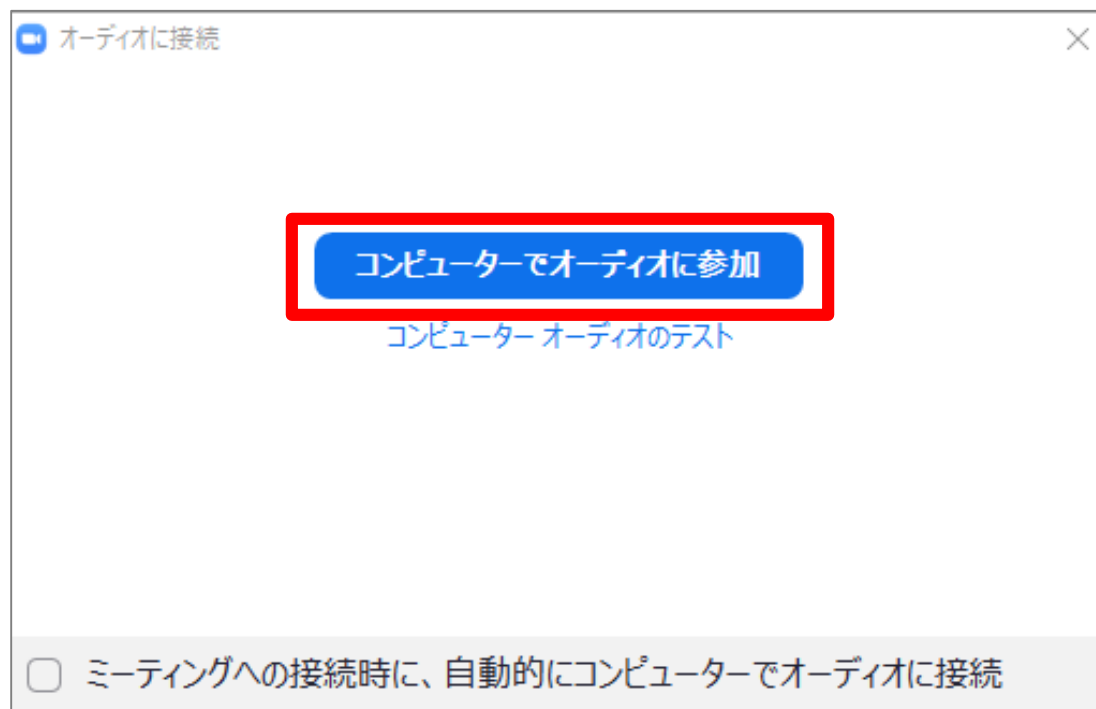 オーディオに接続
コンピューターでオーディオに参加
コンピューター オーディオのテスト
ミーティングへの接続時に、自動的にコンピューターでオーディオに接続